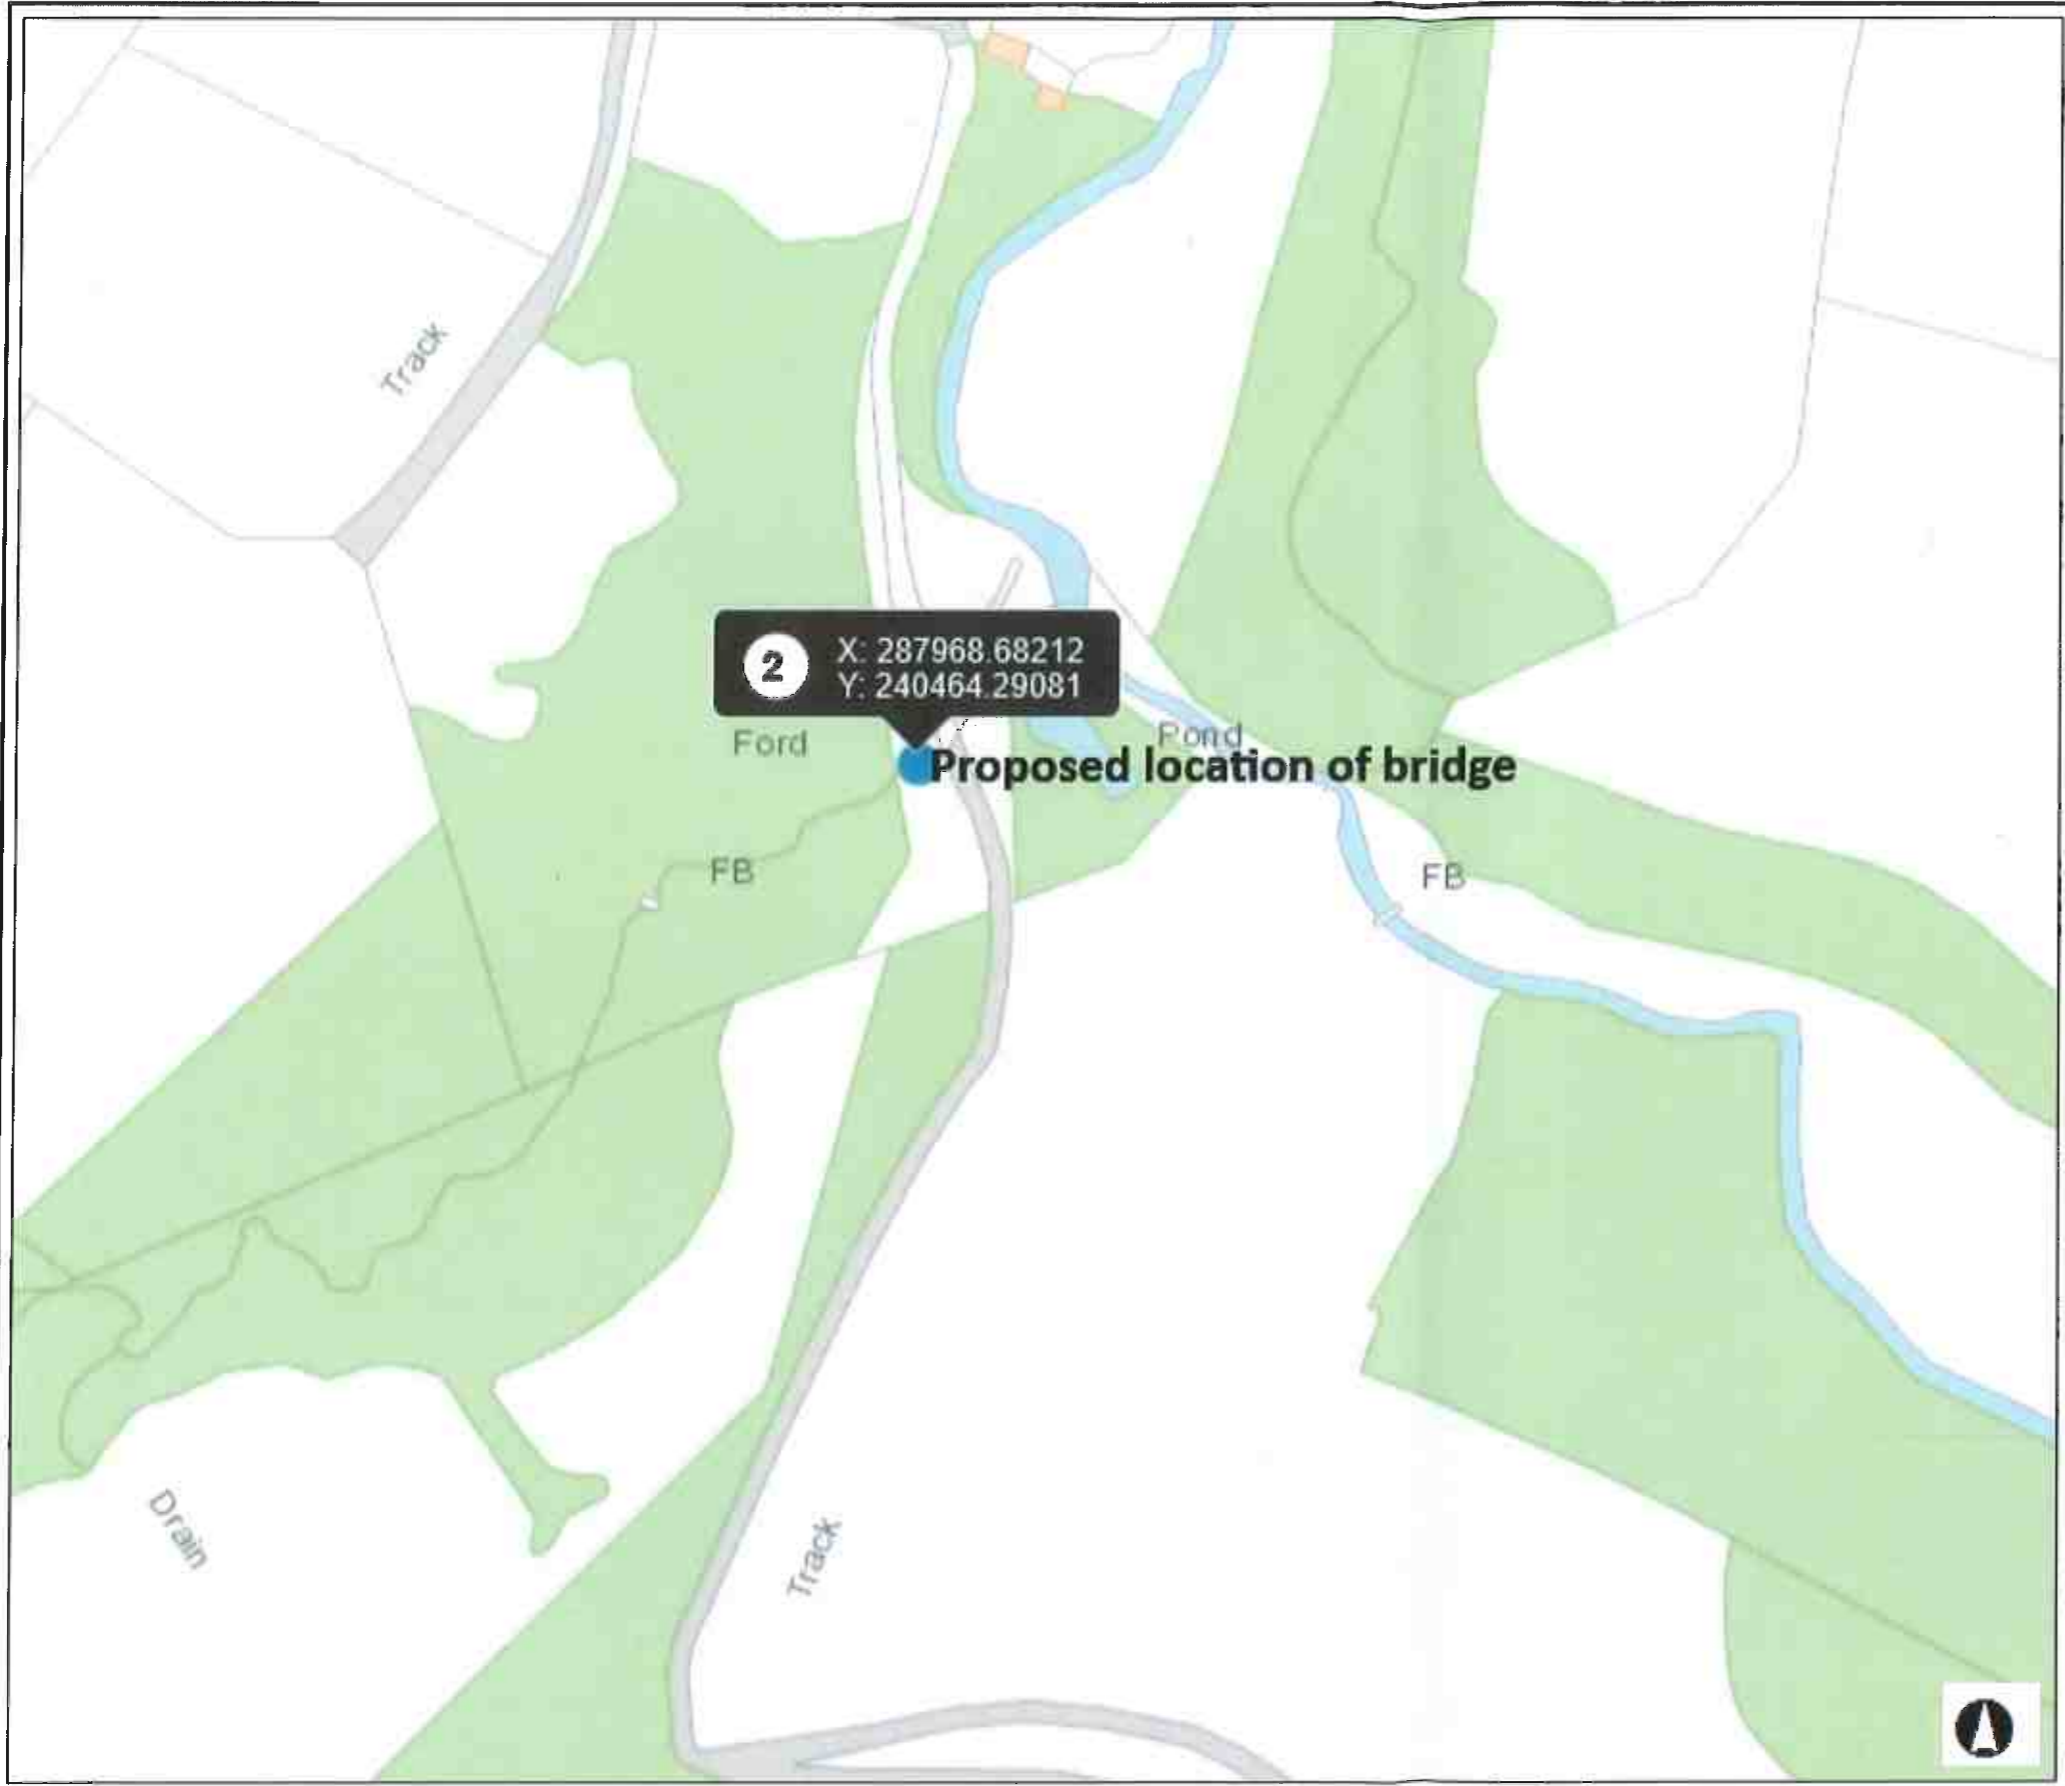 Track
2
X: 287968.68212
Y: 240464.29081
Ford
Pond
Proposed location of bridge
FB
FB
Drain
Track